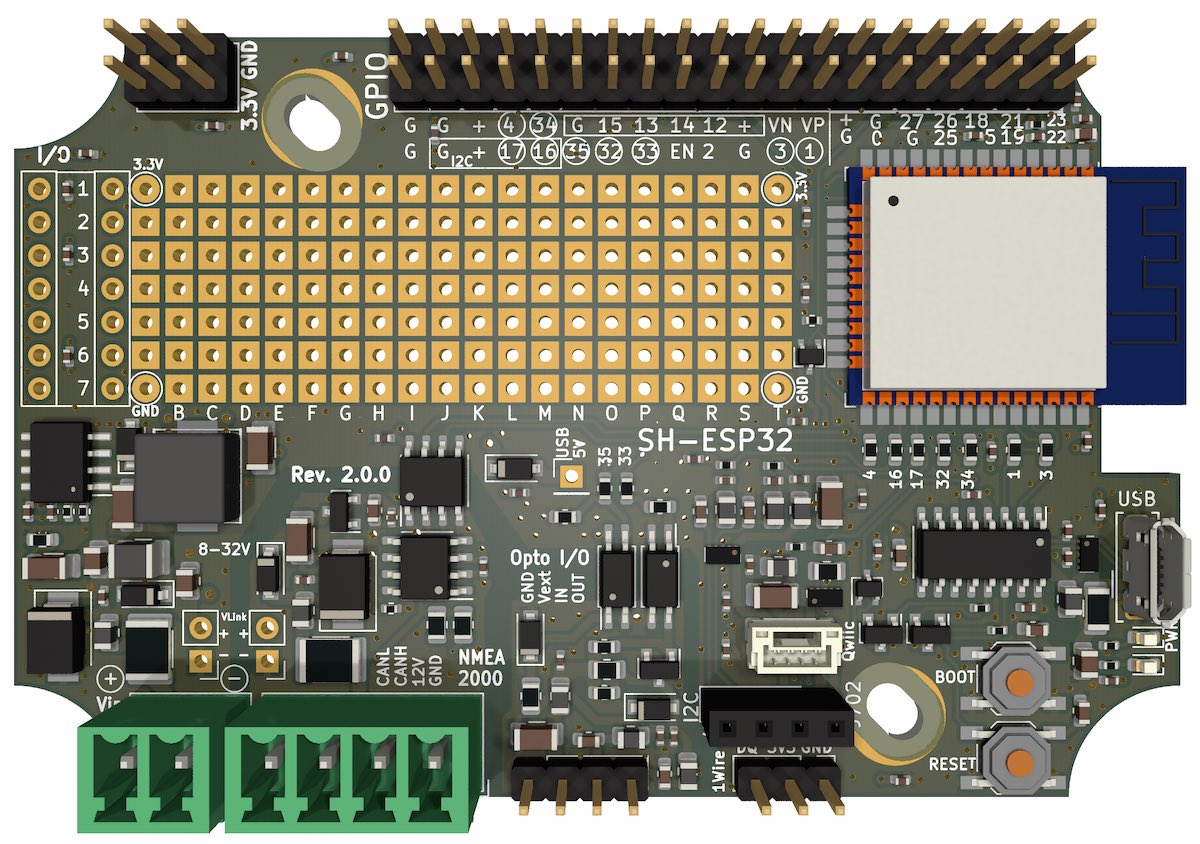 3.3V GND
GPIO
G G + 4 34 G 15 13 14 12 + VN VP
+ G 27 26 18 21 23
G C G 25 5 19 22
G G I2C + 17 16 35 32 33 EN 2 G 3 1
I/O
3.3V
3.3V
1
2
3
4
5
6
7
GND B C D E F G H I J K L M N O P Q R S T GND
SH-ESP32
USB
5V
35
33
4 16 17 32 34 1 3
Rev. 2.0.0
USB
8-32V
Opto I/O
GND
Vext
IN
OUT
VLink
+ +
- -
Qwiic
CANL
CANH
12V
GND
NMEA
2000
+
−
I2C
BOOT
RESET
1Wire
DQ 3V3 GND